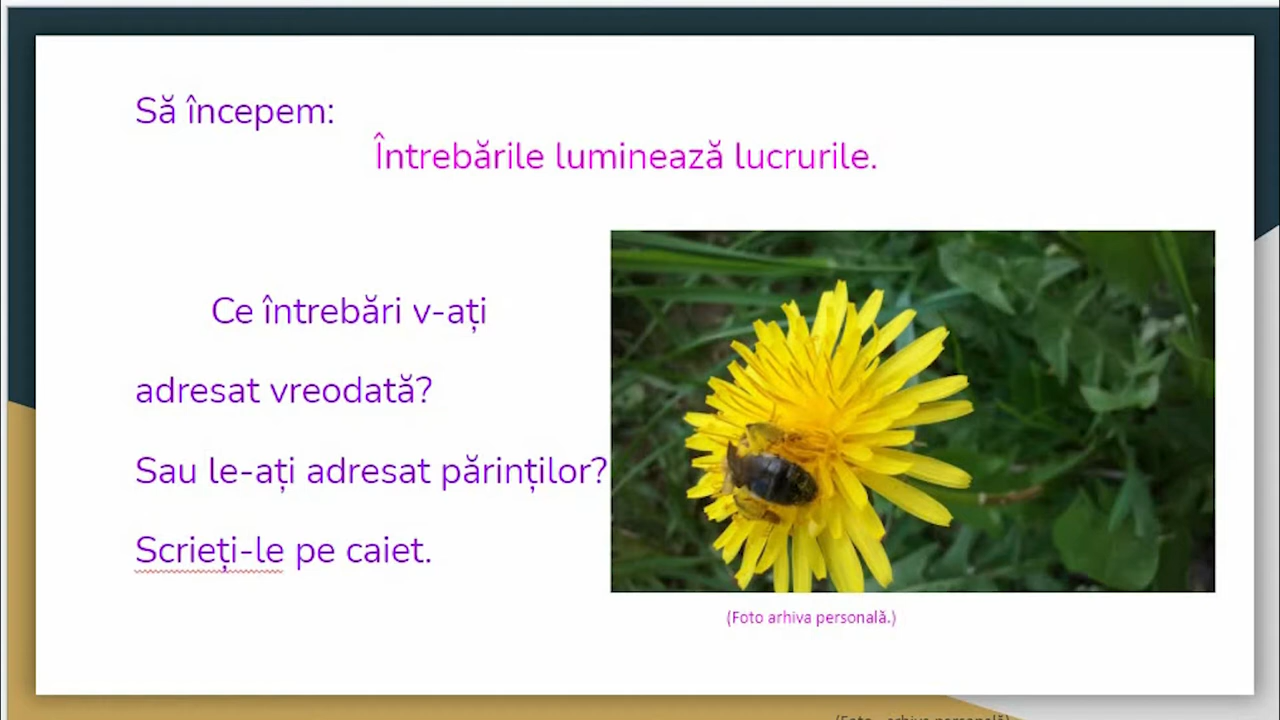 Să începem:
Întrebările luminează lucrurile.
Ce întrebări v-ați
adresat vreodată?
Sau le-ați adresat părinților?
Scrieți-le pe caiet.
(Foto arhiva personală.)